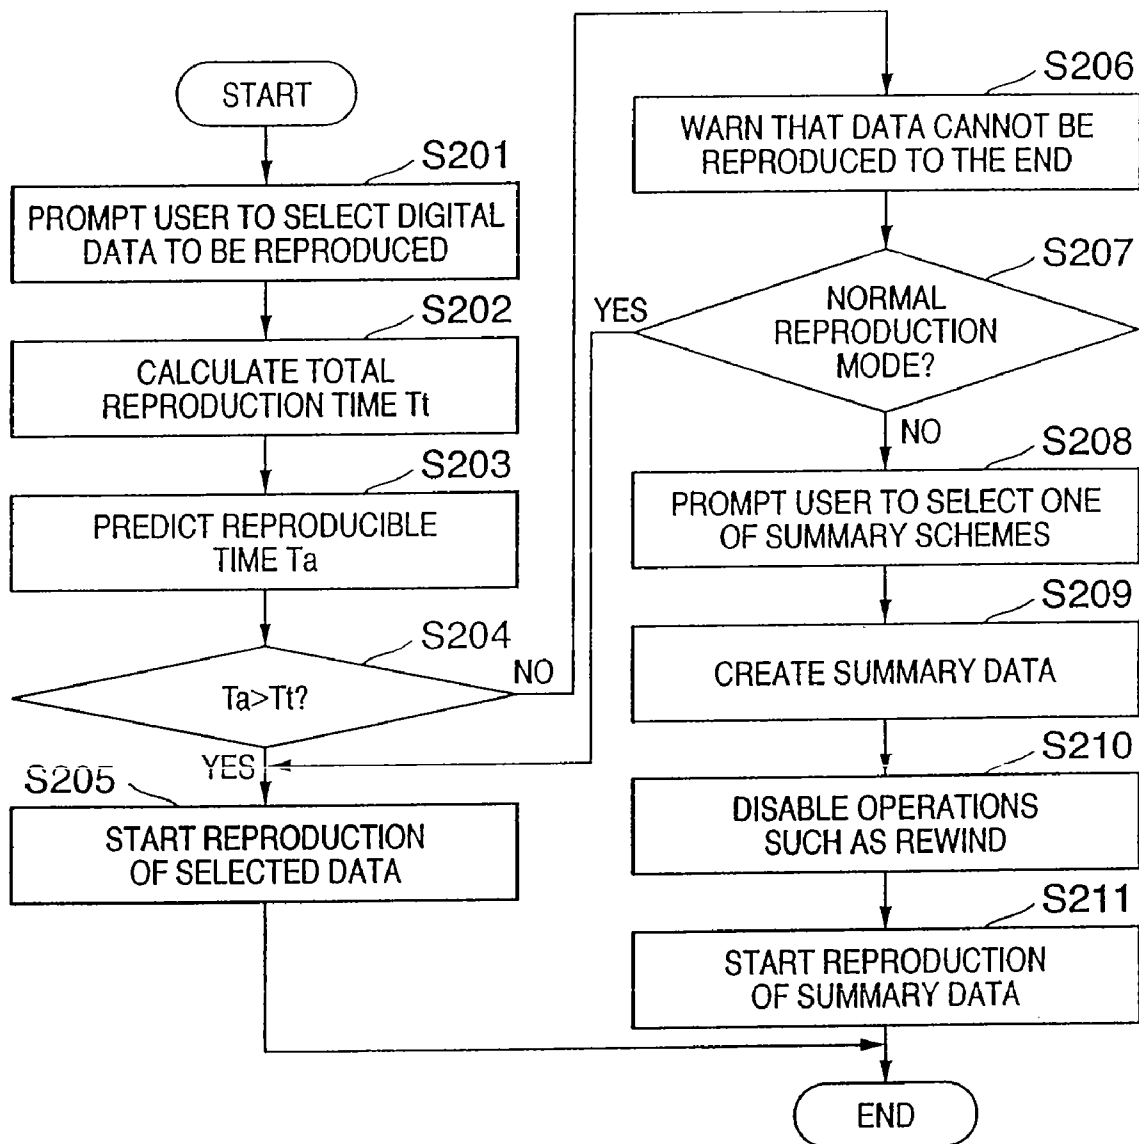 START
S201
PROMPT USER TO SELECT DIGITAL
DATA TO BE REPRODUCED
S202
CALCULATE TOTAL
REPRODUCTION TIME Tt
S203
PREDICT REPRODUCIBLE
TIME Ta
S204
Ta>Tt?
NO
YES
S205
START REPRODUCTION
OF SELECTED DATA
S206
WARN THAT DATA CANNOT BE
REPRODUCED TO THE END
S207
YES
NORMAL
REPRODUCTION
MODE?
NO
S208
PROMPT USER TO SELECT ONE
OF SUMMARY SCHEMES
S209
CREATE SUMMARY DATA
S210
DISABLE OPERATIONS
SUCH AS REWIND
S211
START REPRODUCTION
OF SUMMARY DATA
END